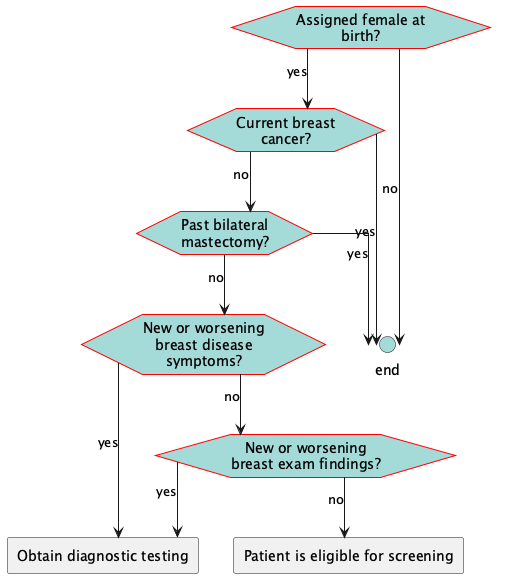 Assigned female at
birth?
yes
Current breast
cancer?
no
no
Past bilateral
mastectomy?
yes
yes
no
New or worsening
breast disease
symptoms?
end
no
yes
New or worsening
breast exam findings?
yes
no
Obtain diagnostic testing
Patient is eligible for screening